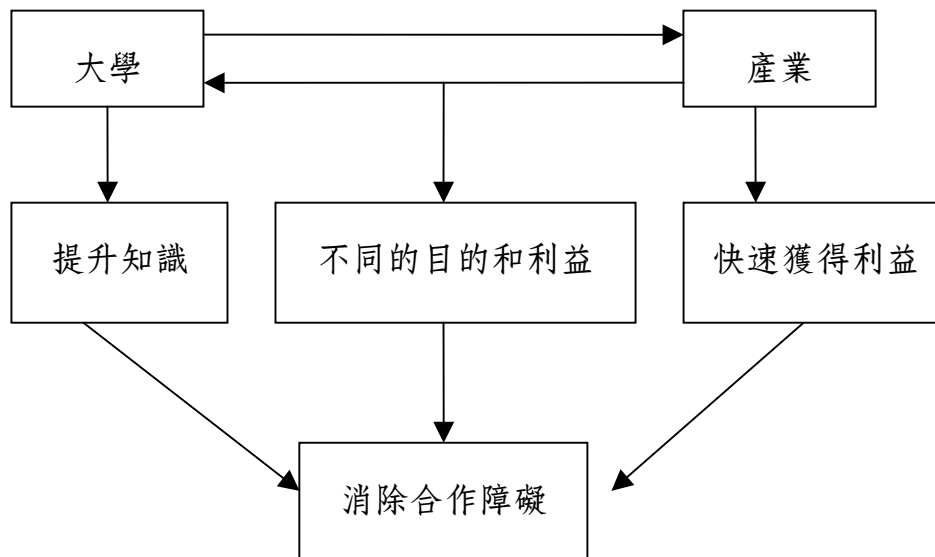 大學
產業
提升知識
不同的目的和利益
快速獲得利益
消除合作障礙